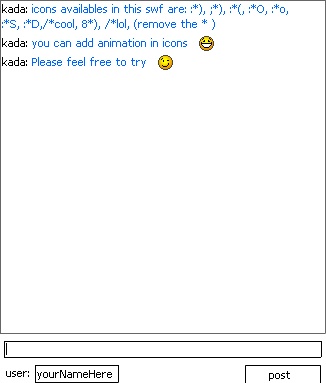 kada: icons availables in this swf are: :*), ;*), :*(, :*O, :*o,
:*S, :*D,/*cool, 8*), /*lol, (remove the * )
kada: you can add animation in icons
kada: Please feel free to try
user: yourNameHere post